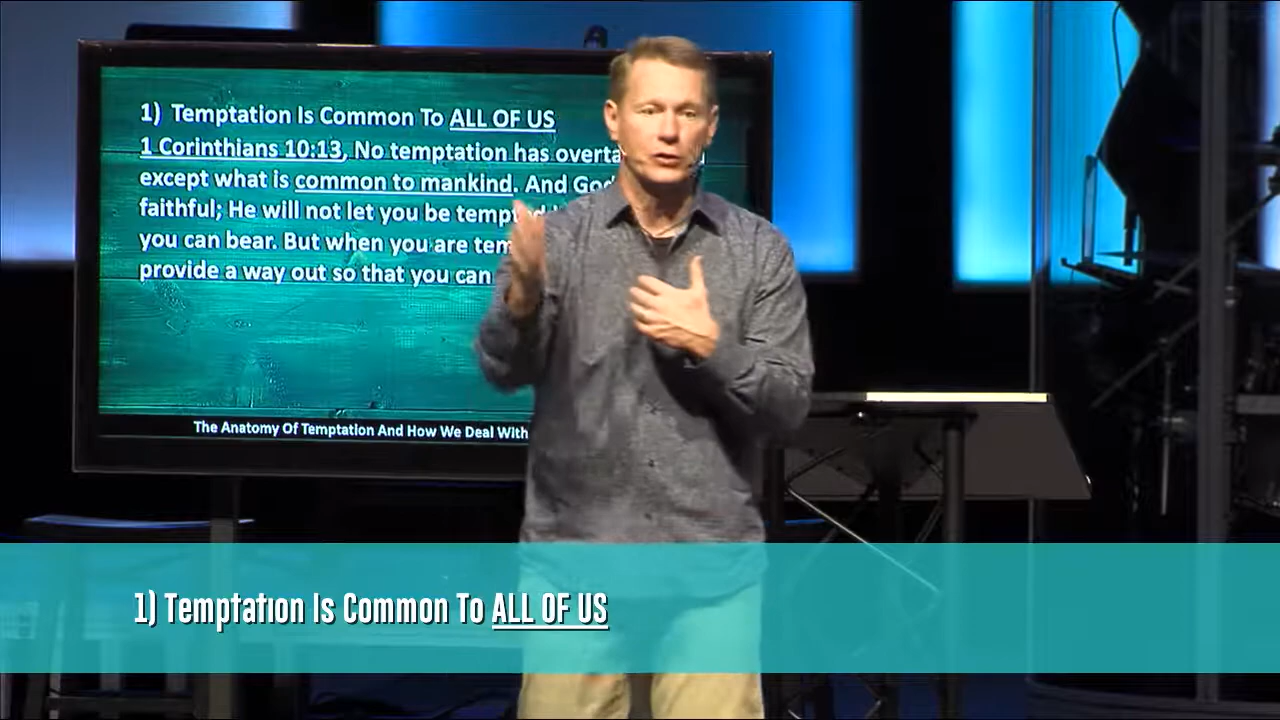 1) Temptation Is Common To ALL OF US
1 Corinthians 10:13, No temptation has
except what is common to mankind. And God
faithful; He will not let you be tempted
you can bear. But when you are
provide a way out so that you can
The Anatomy Of Temptation And How We Deal With
1) Temptation Is Common To ALL OF US